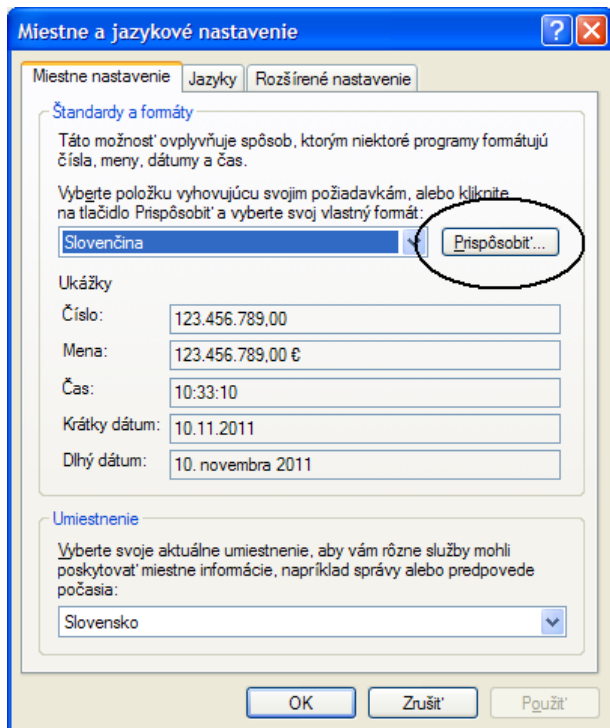 Miestne a jazykové nastavenie
Miestne nastavenie Jazyky Rozšírené nastavenie
Štandardy a formáty
Táto možnosť ovplyvňuje spôsob, ktorým niektoré programy formátujú
čísla, meny, dátumy a čas.
Vyberte položku vyhovujúcu svojim požiadavkám, alebo kliknite
na tlačidlo Prispôsobiť a vyberte svoj vlastný formát:
Slovenčina Prispôsobiť...
Ukážky
Číslo: 123.456.789,00
Mena: 123.456.789,00 €
Čas: 10:33:10
Krátky dátum: 10.11.2011
Dlhý dátum: 10. novembra 2011
Umiestnenie
Vyberte svoje aktuálne umiestnenie, aby vám rôzne služby mohli
poskytovať miestne informácie, napríklad správy alebo predpovede
počasia:
Slovensko
OK Zrušiť Použiť